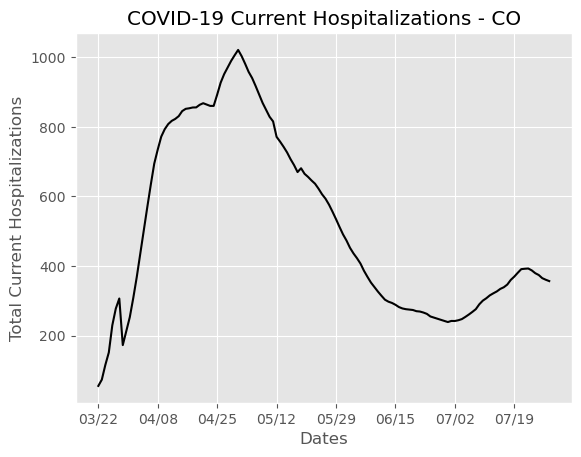 COVID-19 Current Hospitalizations - CO
Total Current Hospitalizations
1000
800
600
400
200
03/22 04/08 04/25 05/12 05/29 06/15 07/02 07/19
Dates